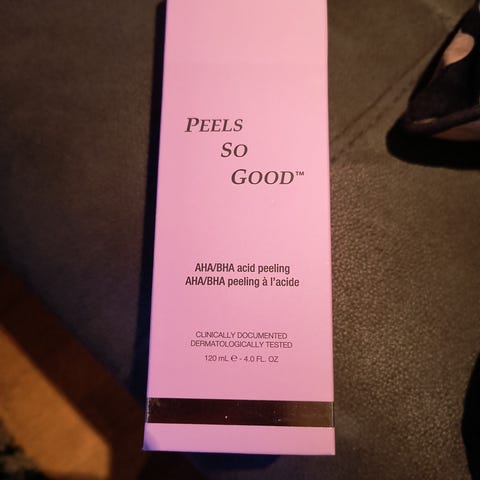 PEELS
SO
GOOD™
AHA/BHA acid peeling
AHA/BHA peeling à l'acide
CLINICALLY DOCUMENTED
DERMATOLOGICALLY TESTED
120 mL ℮ - 4.0 FL. OZ